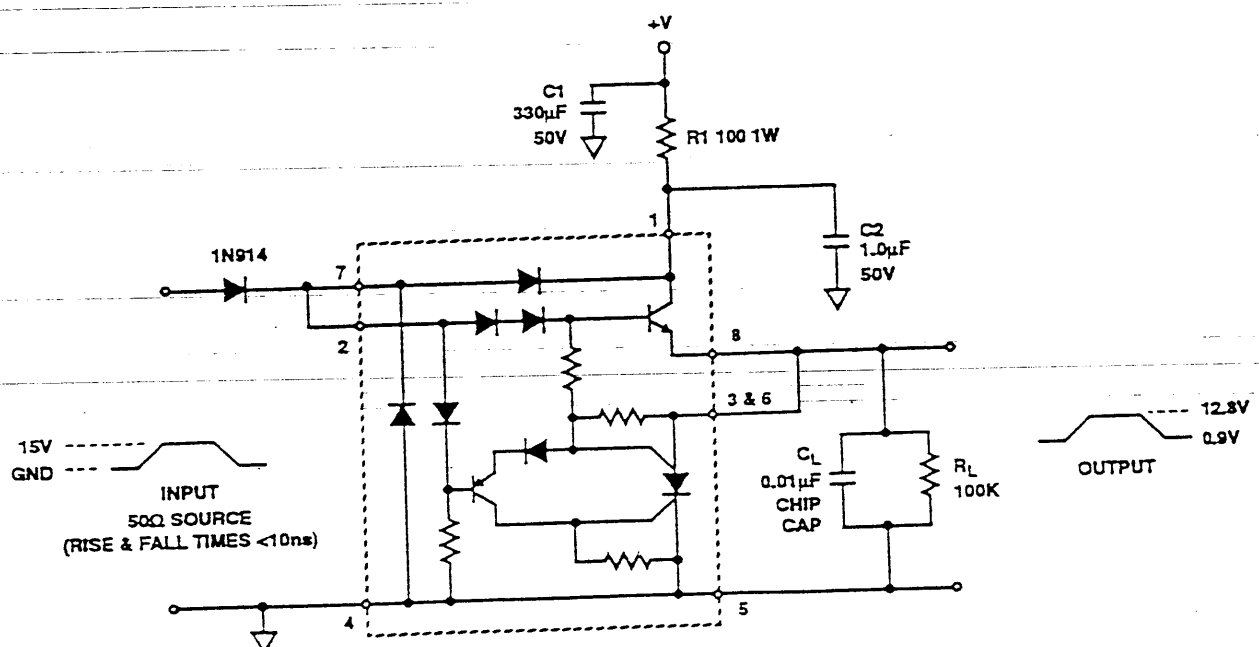 +V
C1
330µF
50V
R1 100 1W
1
C2
1.0µF
50V
1N914
7
2
8
3 & 6
15V
GND
INPUT
50Ω SOURCE
(RISE & FALL TIMES <10ns)
CL
0.01µF
CHIP
CAP
RL
100K
12.8V
0.9V
OUTPUT
4
5